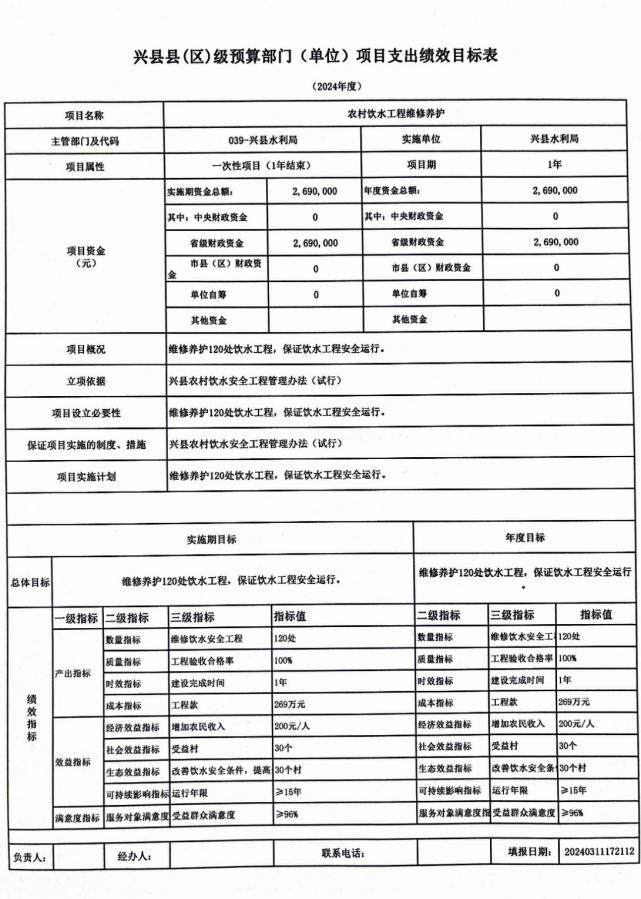 兴县县(区)级预算部门（单位）项目支出绩效目标表
（2024年度）
项目名称 农村饮水工程维修养护
主管部门及代码 039-兴县水利局 实施单位 兴县水利局
项目属性 一次性项目（1年结束） 项目期 1年
项目资金
（元）
实施期资金总额： 2,690,000 年度资金总额： 2,690,000
其中：中央财政资金 0 其中：中央财政资金 0
省级财政资金 2,690,000 省级财政资金 2,690,000
市县（区）财政资
金 0 市县（区）财政资金 0
单位自筹 0 单位自筹 0
其他资金 其他资金
项目概况 维修养护120处饮水工程，保证饮水工程安全运行。
立项依据 兴县农村饮水安全工程管理办法（试行）
项目设立必要性 维修养护120处饮水工程，保证饮水工程安全运行。
保证项目实施的制度、措施 兴县农村饮水安全工程管理办法（试行）
项目实施计划 维修养护120处饮水工程，保证饮水工程安全运行。
实施期目标 年度目标
总体目标 维修养护120处饮水工程，保证饮水工程安全运行。 维修养护120处饮水工程，保证饮水工程安全运行
。
绩效指标
一级指标 二级指标 三级指标 指标值 二级指标 三级指标 指标值
产出指标
数量指标 维修饮水安全工程 120处 数量指标 维修饮水安全工 120处
质量指标 工程验收合格率 100% 质量指标 工程验收合格率 100%
时效指标 建设完成时间 1年 时效指标 建设完成时间 1年
成本指标 工程款 269万元 成本指标 工程款 269万元
效益指标
经济效益指标 增加农民收入 200元/人 经济效益指标 增加农民收入 200元/人
社会效益指标 受益村 30个 社会效益指标 受益村 30个
生态效益指标 改善饮水安全条件，提高 30个村 生态效益指标 改善饮水安全条 30个村
可持续影响指标 运行年限 ≥15年 可持续影响指标 运行年限 ≥15年
满意度指标 服务对象满意度 受益群众满意度 ≥96% 服务对象满意度指 受益群众满意度 ≥96%
负责人： 经办人： 联系电话： 填报日期： 20240311172112